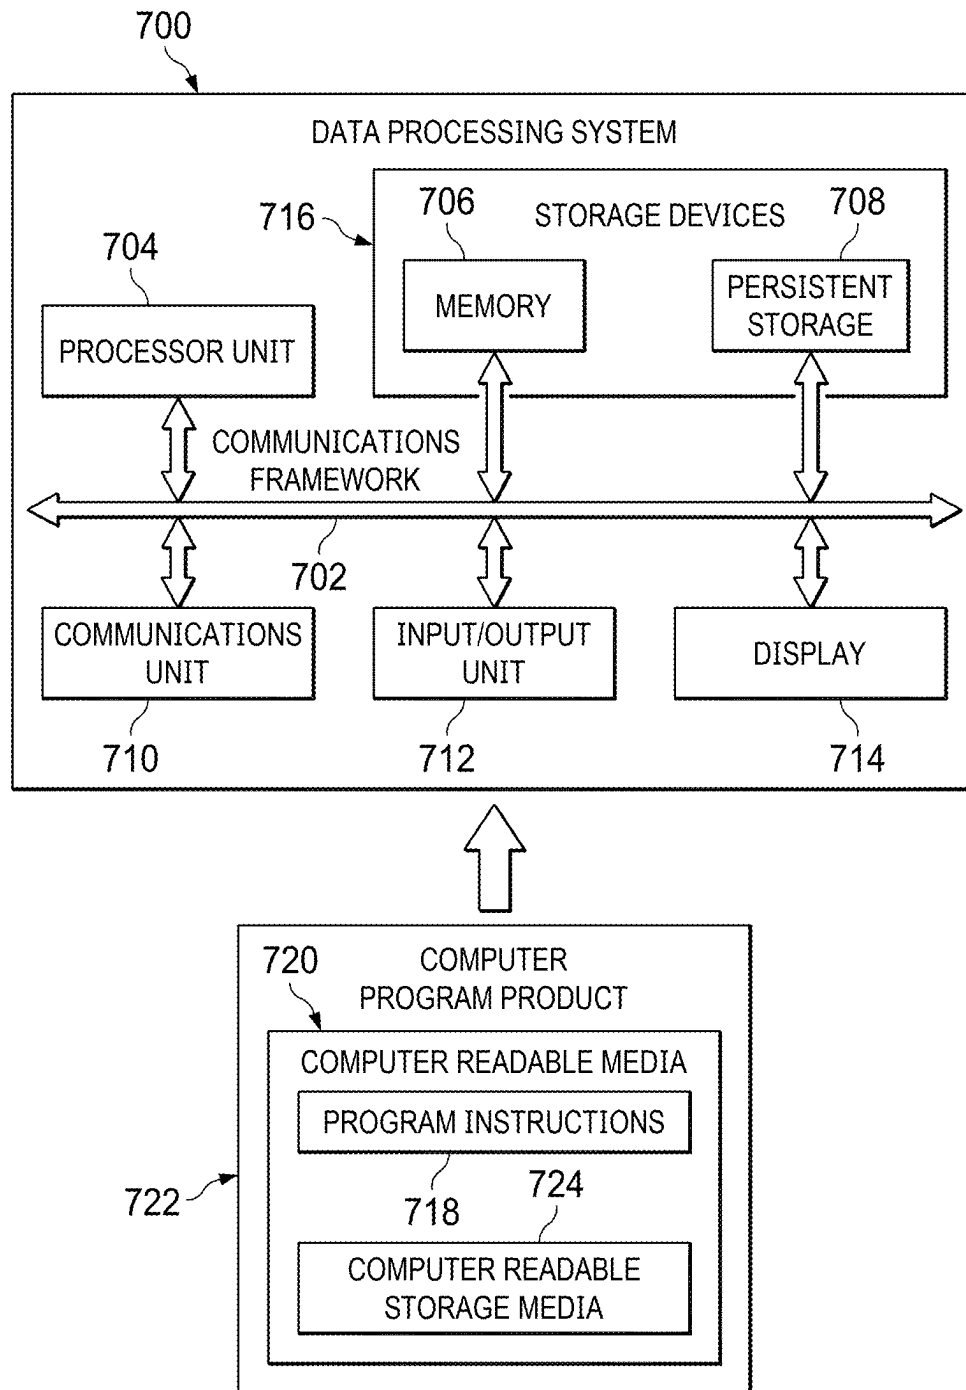 700
DATA PROCESSING SYSTEM
716
706
STORAGE DEVICES
708
704
MEMORY
PERSISTENT
STORAGE
PROCESSOR UNIT
COMMUNICATIONS
FRAMEWORK
702
COMMUNICATIONS
UNIT
INPUT/OUTPUT
UNIT
DISPLAY
710
712
714
720
COMPUTER
PROGRAM PRODUCT
COMPUTER READABLE MEDIA
PROGRAM INSTRUCTIONS
722
718
724
COMPUTER READABLE
STORAGE MEDIA